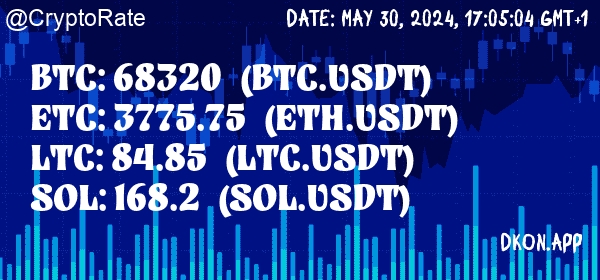 @CryptoRate
DATE: MAY 30, 2024, 17:05:04 GMT+1
BTC: 68320 (BTC.USDT)
ETC: 3775.75 (ETH.USDT)
LTC: 84.85 (LTC.USDT)
SOL: 168.2 (SOL.USDT)
DKON.APP